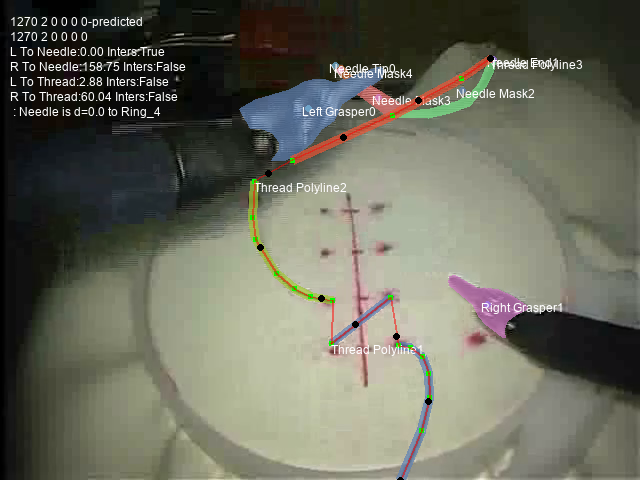 1270 2 0 0 0 0-predicted
1270 2 0 0 0 0
L To Needle:0.00 Inters:True
R To Needle:158.75 Inters:False
L To Thread:2.88 Inters:False
R To Thread:60.04 Inters:False
: Needle is d=0.0 to Ring_4
Needle Tip0
Needle Mask4
Needle End1
Thread Polyline3
Needle Mask3
Needle Mask2
Left Grasper0
Thread Polyline2
Right Grasper1
Thread Polyline1